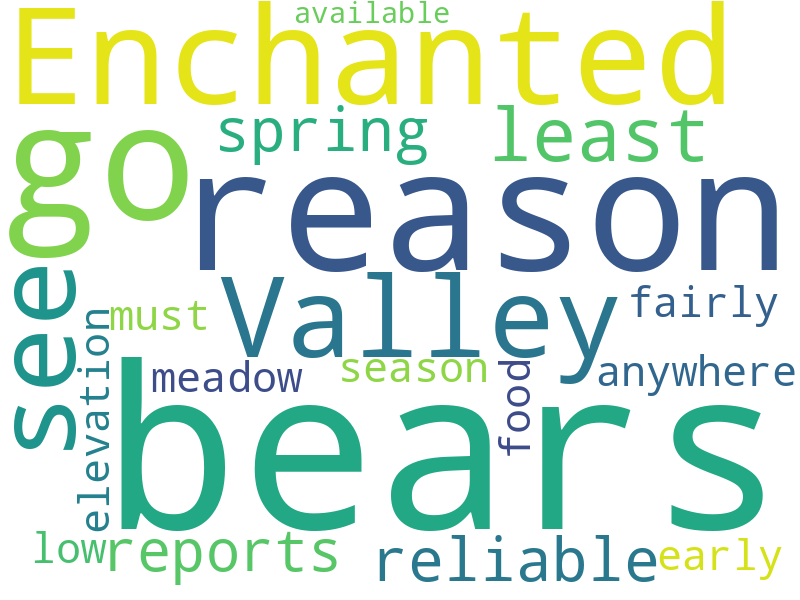 available
Enchanted
go
spring
least
reason
see
Valley
must
fairly
elevation
meadow
season
food
anywhere
bears
low
reports
reliable
early